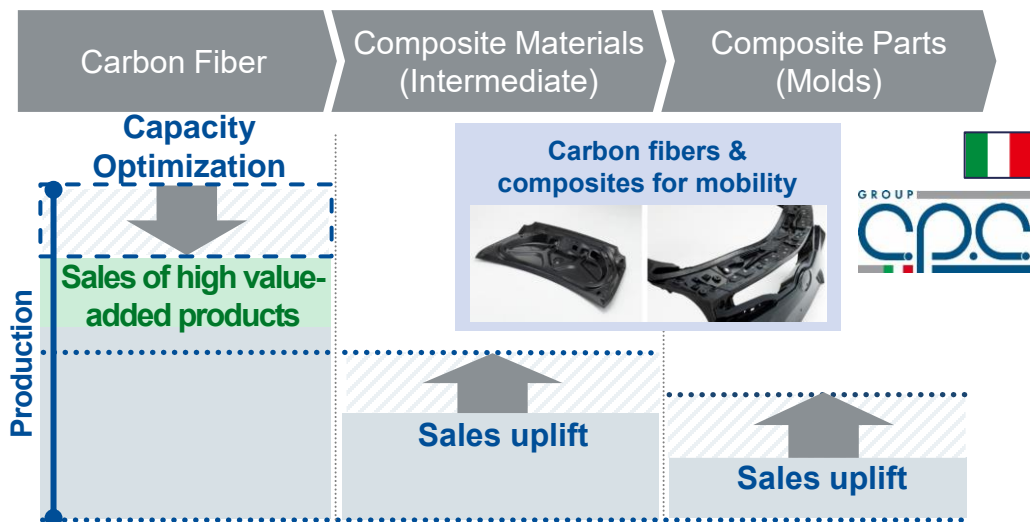 Carbon Fiber
Composite Materials
(Intermediate)
Composite Parts
(Molds)
Capacity
Optimization
Carbon fibers &
composites for mobility
GROUP
c.p.c.
Sales of high value-
added products
Production
Sales uplift
Sales uplift